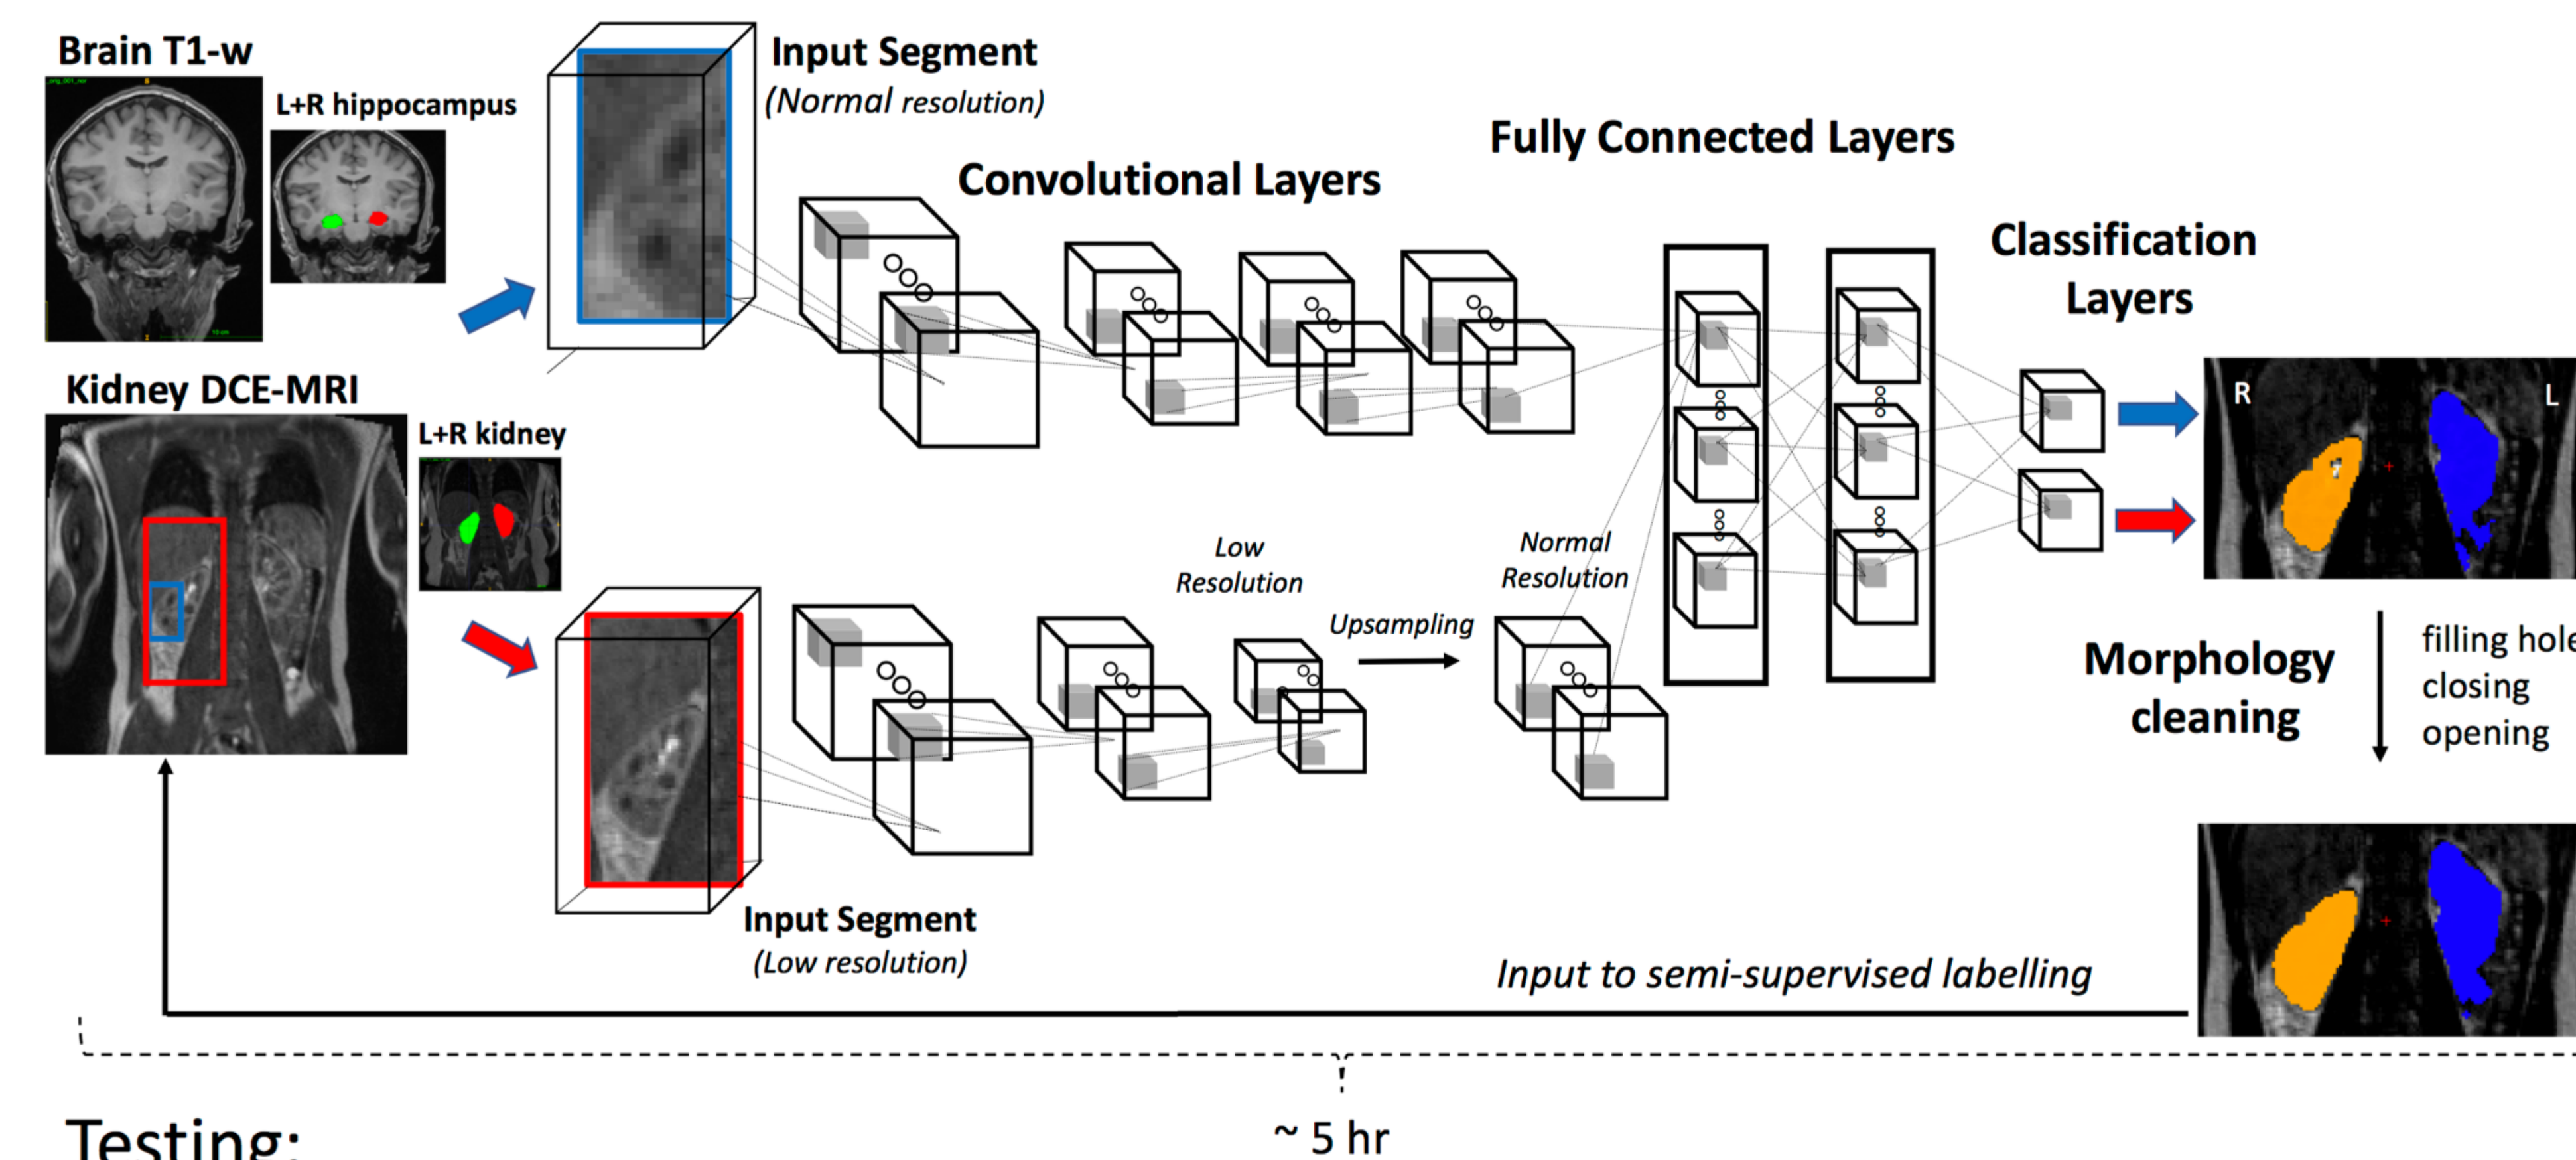 Brain T1-w
L+R hippocampus
Input Segment
(Normal resolution)
Convolutional Layers
Fully Connected Layers
Classification
Layers
Kidney DCE-MRI
L+R kidney
R
L
Low
Resolution
Upsampling
Normal
Resolution
Morphology
cleaning
filling hole
closing
opening
Input Segment
(Low resolution)
Input to semi-supervised labelling
~ 5 hr
Testing: